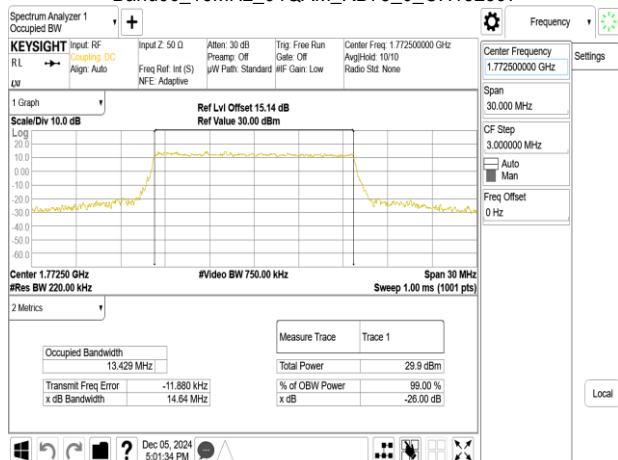 Spectrum Analyzer 1
Occupied BW
Frequency
KEYSIGHT
RL
LXI
Input: RF
Coupling: DC
Align: Auto
Input Z: 50 Ω
Freq Ref: Int (S)
NFE: Adaptive
Atten: 30 dB
Preamp: Off
µW Path: Standard
Trig: Free Run
Gate: Off
#IF Gain: Low
Center Freq: 1.772500000 GHz
Avg|Hold: 10/10
Radio Std: None
Center Frequency
1.772500000 GHz
Settings
Span
30.000 MHz
CF Step
3.000000 MHz
Auto
Man
Freq Offset
0 Hz
Local
1 Graph
Scale/Div 10.0 dB
Ref Lvl Offset 15.14 dB
Ref Value 30.00 dBm
Log
20.0
10.0
0.00
-10.0
-20.0
-30.0
-40.0
-50.0
-60.0
Center 1.77250 GHz
#Video BW 750.00 kHz
Span 30 MHz
#Res BW 220.00 kHz
Sweep 1.00 ms (1001 pts)
2 Metrics
Measure Trace Trace 1
Occupied Bandwidth
13.429 MHz
Total Power 29.9 dBm
Transmit Freq Error -11.880 kHz
% of OBW Power 99.00 %
x dB Bandwidth 14.64 MHz
x dB -26.00 dB
?
Dec 05, 2024
5:01:34 PM